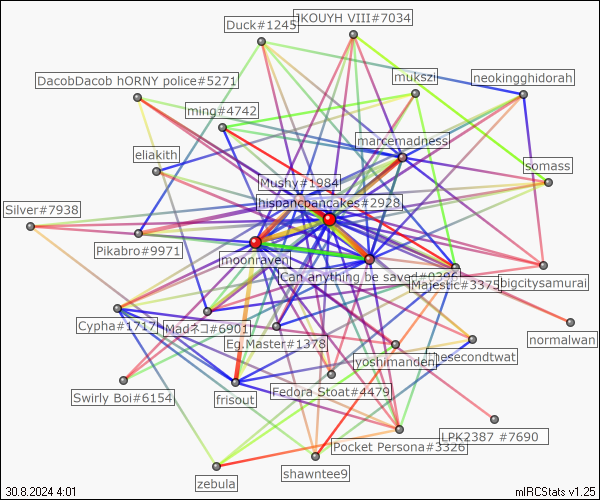 Duck#1245
JKOUYH VIII#7034
DacobDacob hORNY police#5271
mukszi
neokingghidorah
ming#4742
marcemadness
eliakith
somass
Mushy#1984
hispancpancakes#2928
Silver#7938
Pikabro#9971
moonraven
Can anything be saved#0392
Majestic#3375
bigcitysamurai
Cypha#1717
Madネコ#6901
Eg.Master#1378
normalwan
yoshimanden
hesecondtwat
Swirly Boi#6154
frisout
Fedora Stoat#4479
Pocket Persona#3326
LPK2387 #7690
zebula
shawntee9
30.8.2024 4:01
mIRCStats v1.25